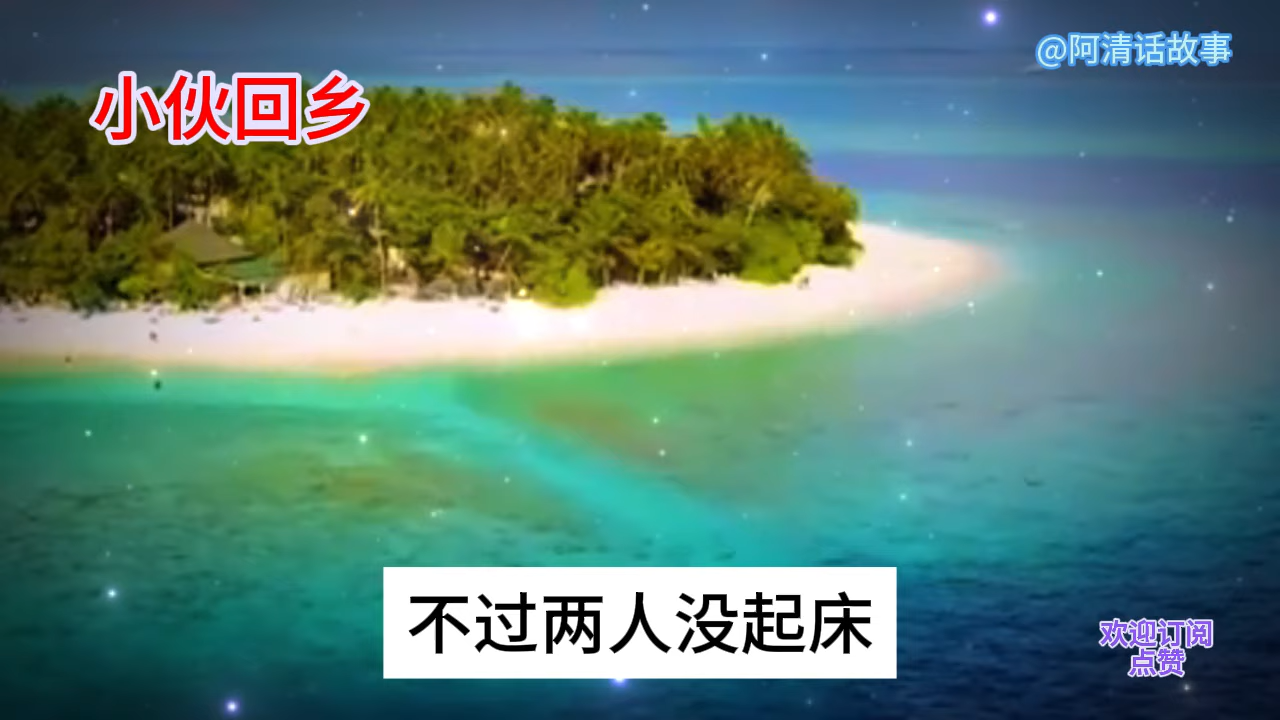 @阿清话故事
小伙回乡
不过两人没起床
欢迎订阅
点赞